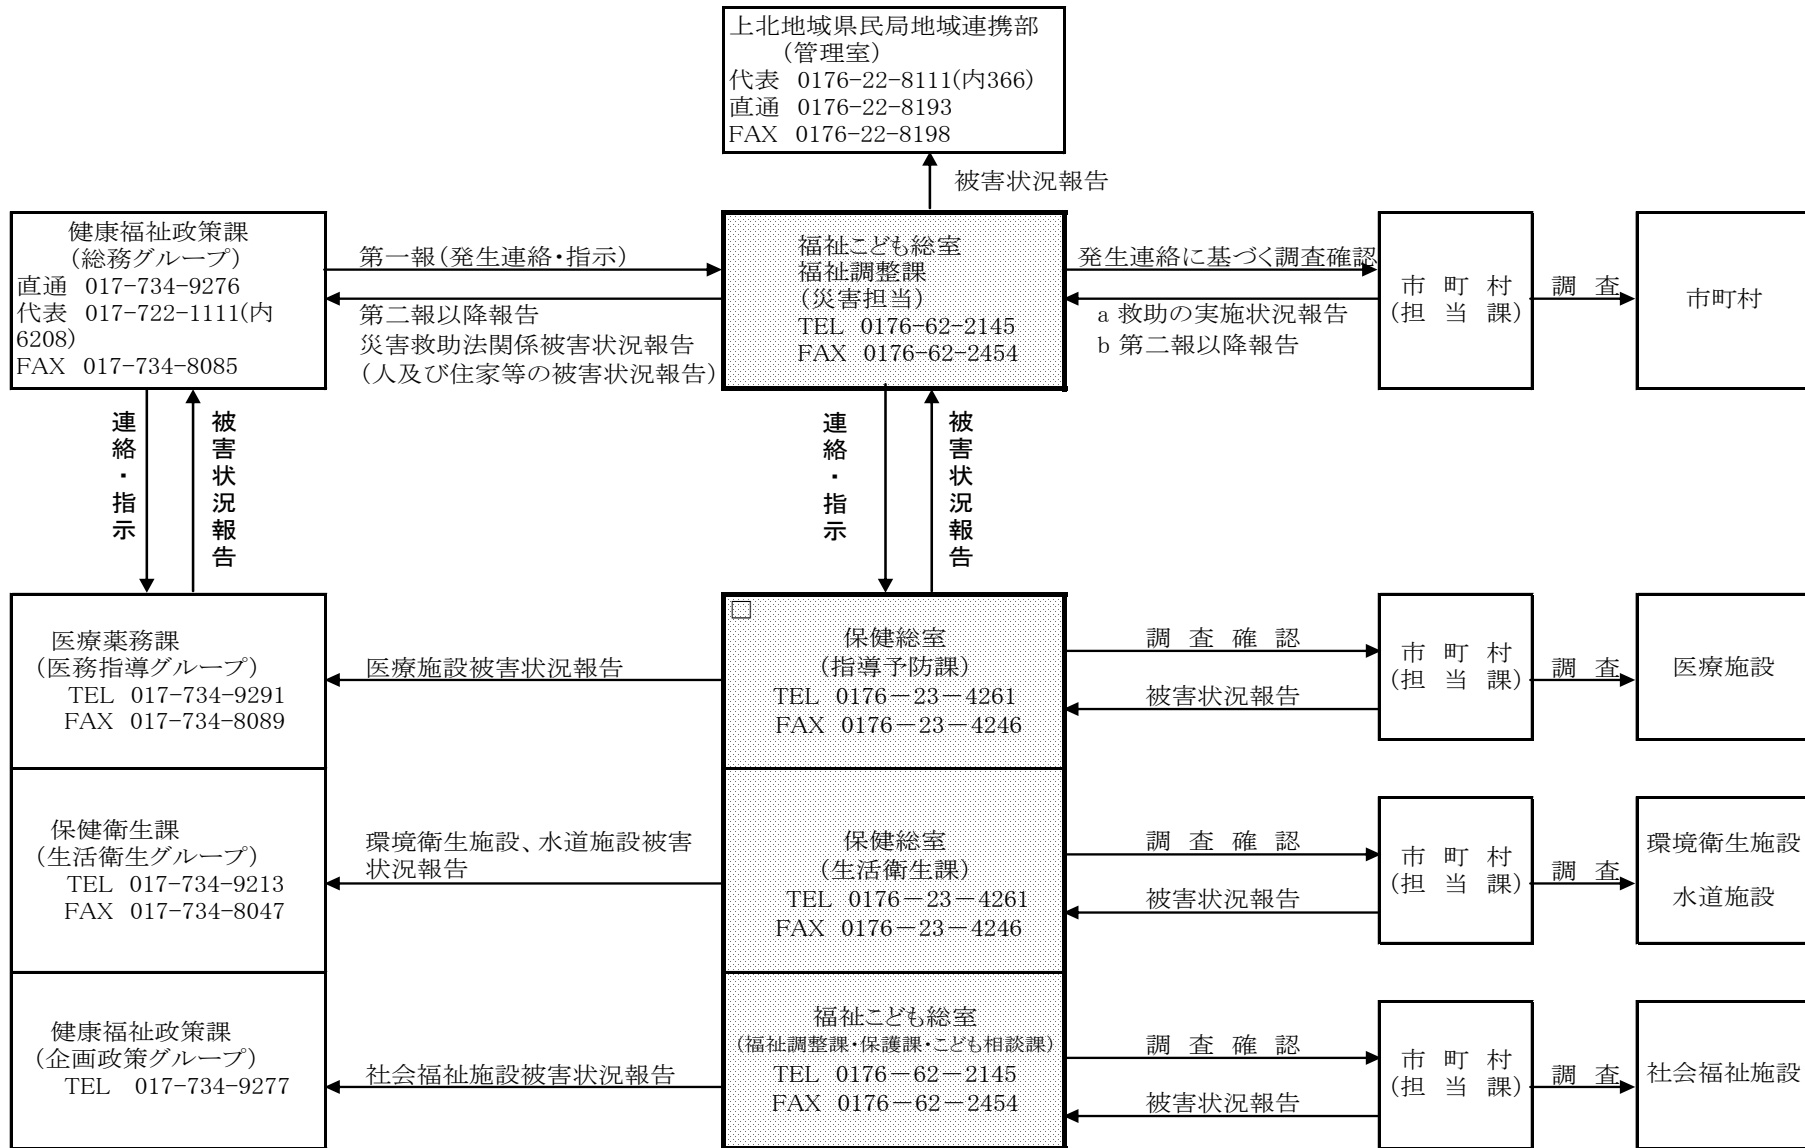 上北地域県民局地域連携部
(管理室)
代表 0176-22-8111(内366)
直通 0176-22-8193
FAX 0176-22-8198
被害状況報告
健康福祉政策課
(総務グループ)
直通 017-734-9276
代表 017-722-1111(内
6208)
FAX 017-734-8085
第一報(発生連絡・指示)
第二報以降報告
災害救助法関係被害状況報告
(人及び住家等の被害状況報告)
福祉こども総室
福祉調整課
(災害担当)
TEL 0176-62-2145
FAX 0176-62-2454
発生連絡に基づく調査確認
a 救助の実施状況報告
b 第二報以降報告
市 町 村
(担 当 課)
調 査
市町村
連絡・指示
被害状況報告
連絡・指示
被害状況報告
医療薬務課
(医務指導グループ)
TEL 017-734-9291
FAX 017-734-8089
医療施設被害状況報告
保健総室
(指導予防課)
TEL 0176-23-4261
FAX 0176-23-4246
調 査 確 認
被害状況報告
市 町 村
(担 当 課)
調 査
医療施設
保健衛生課
(生活衛生グループ)
TEL 017-734-9213
FAX 017-734-8047
環境衛生施設、水道施設被害
状況報告
保健総室
(生活衛生課)
TEL 0176-23-4261
FAX 0176-23-4246
調 査 確 認
被害状況報告
市 町 村
(担 当 課)
調 査
環境衛生施設
水道施設
健康福祉政策課
(企画政策グループ)
TEL 017-734-9277
社会福祉施設被害状況報告
福祉こども総室
(福祉調整課・保護課・こども相談課)
TEL 0176-62-2145
FAX 0176-62-2454
調 査 確 認
被害状況報告
市 町 村
(担 当 課)
調 査
社会福祉施設